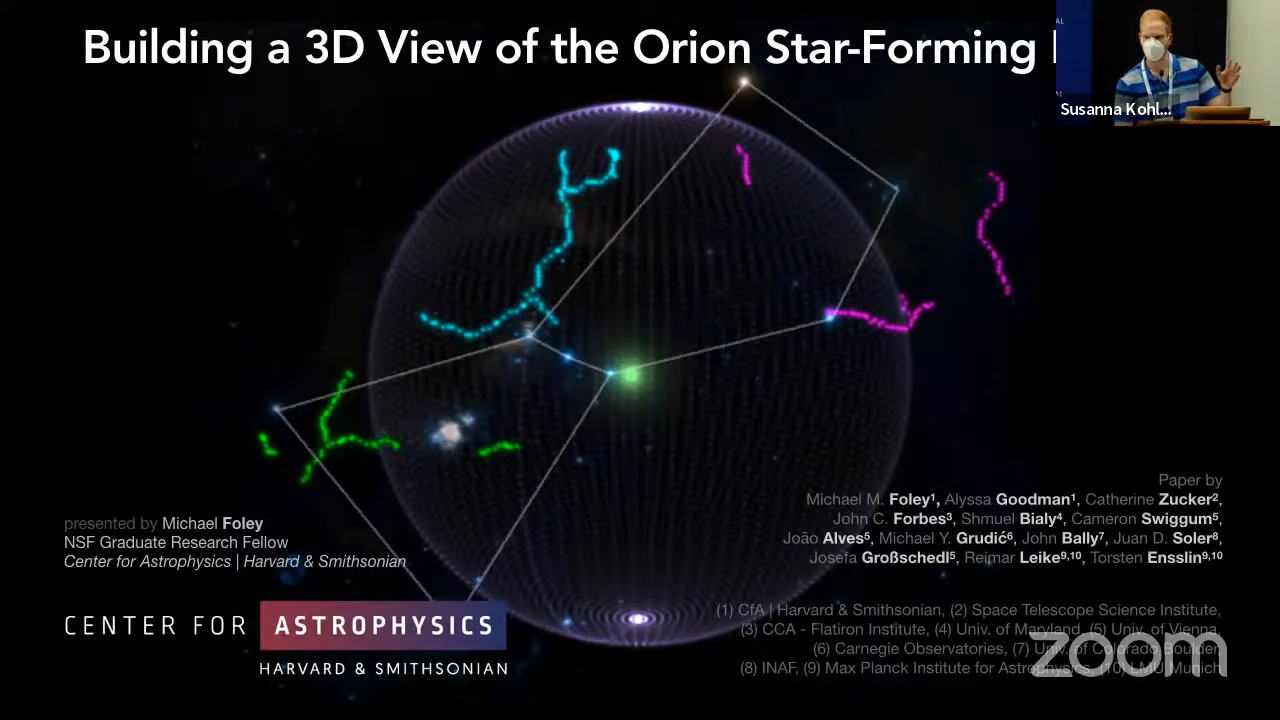 Building a 3D View of the Orion Star-Forming
AL
AL
Susanna Kohl...
Paper by
Michael M. Foley¹, Alyssa Goodman¹, Catherine Zucker²,
John C. Forbes³, Shmuel Bialy⁴, Cameron Swiggum⁵,
João Alves⁵, Michael Y. Grudić⁶, John Bally⁷, Juan D. Soler⁸,
Josefa Großschedl⁵, Reimar Leike⁹,¹⁰, Torsten Ensslin⁹,¹⁰
presented by Michael Foley
NSF Graduate Research Fellow
Center for Astrophysics | Harvard & Smithsonian
CENTER FOR ASTROPHYSICS
HARVARD & SMITHSONIAN
(1) CfA | Harvard & Smithsonian, (2) Space Telescope Science Institute,
(3) CCA - Flatiron Institute, (4) Univ. of Maryland, (5) Univ. of Vienna,
(6) Carnegie Observatories, (7) Univ. of Colorado Boulder,
(8) INAF, (9) Max Planck Institute for Astrophysics, (10) LMU Munich
zoom